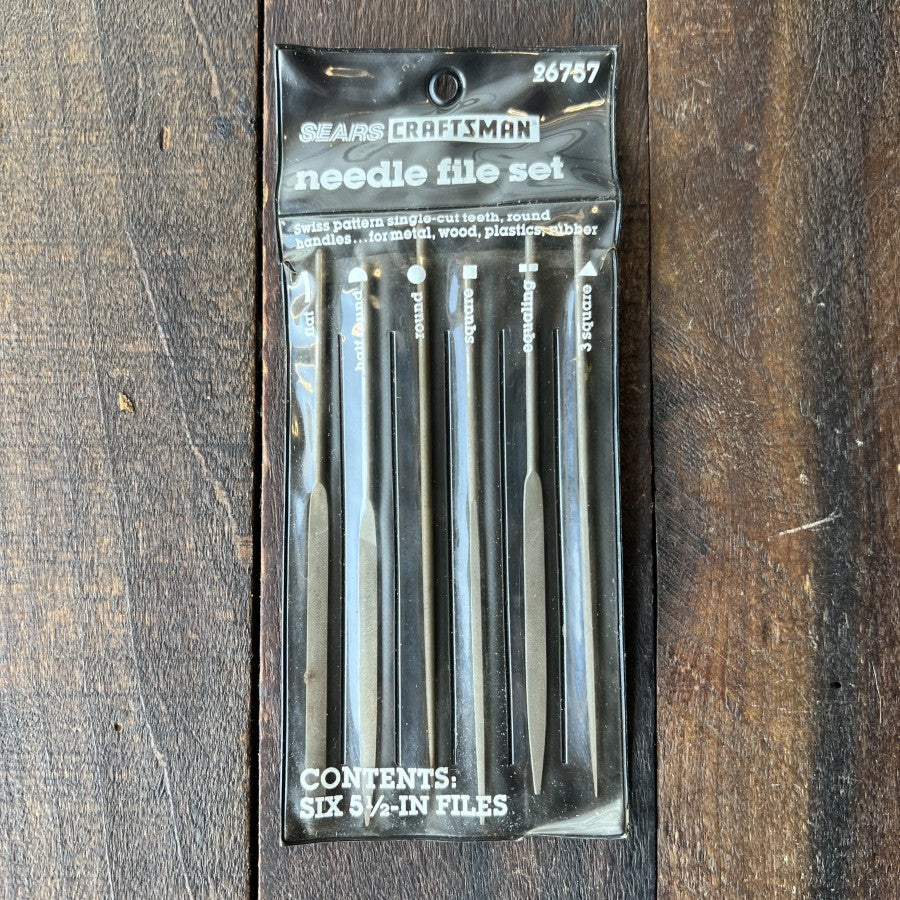 26757
SEARS CRAFTSMAN
needle file set
Swiss pattern single-cut teeth, round
handles...for metal, wood, plastics, rubber
flat
half round
round
square
equaling
3 square
CONTENTS:
SIX 5½-IN FILES